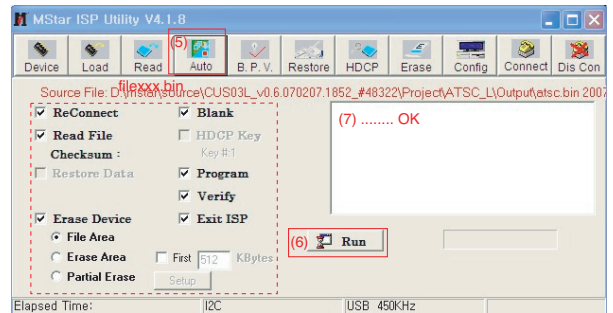 MStar ISP Utility V4.1.8
(5)
Device Load Read Auto B. P. V. Restore HDCP Erase Config Connect Dis Con
filexxx.bin
Source File: D:\mstar\source\CUS03L_v0.6.070207.1852_#48322\Project\ATSC_L\Output\atsc.bin 2007
ReConnect Blank
(7) ........ OK
Read File HDCP Key
Checksum : Key #:1
Restore Data Program
Verify
Erase Device Exit ISP
File Area
(6) Run
Erase Area First 512 KBytes
Partial Erase Setup
Elapsed Time: I2C USB 450KHz